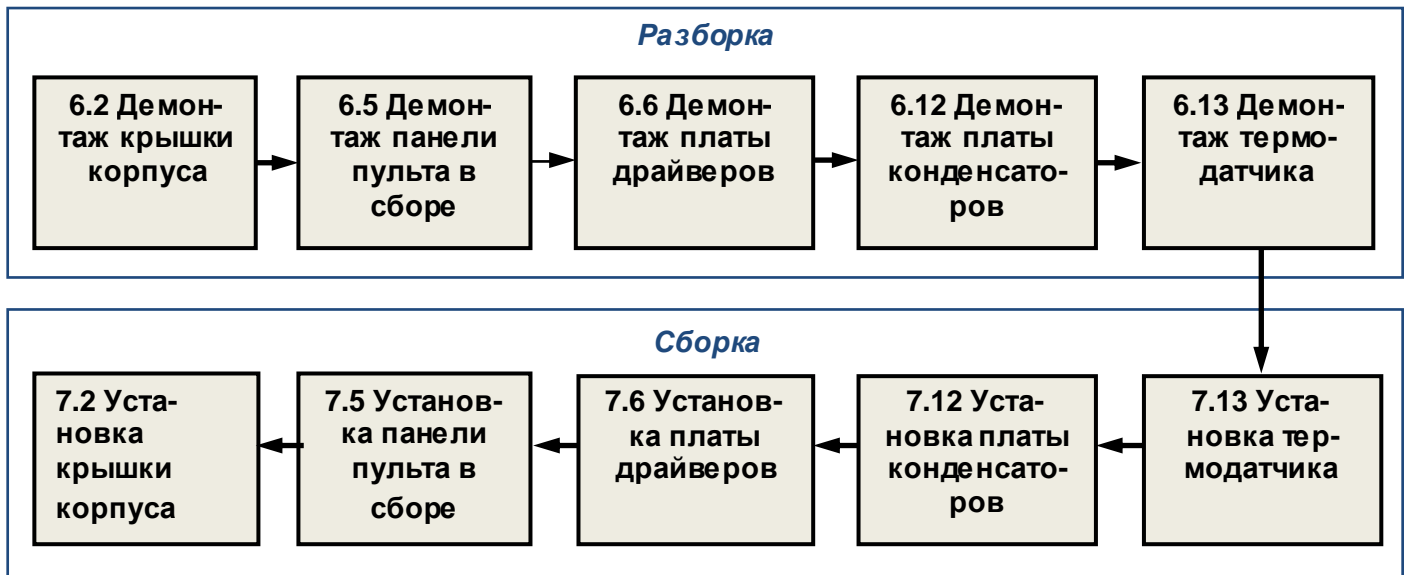 Разборка
6.2 Демон-
таж крышки
корпуса
6.5 Демон-
таж панели
пульта в
сборе
6.6 Демон-
таж платы
драйверов
6.12 Демон-
таж платы
конденсато-
ров
6.13 Демон-
таж термо-
датчика
Сборка
7.2 Уста-
новка
крышки
корпуса
7.5 Установ-
ка панели
пульта в
сборе
7.6 Установ-
ка платы
драйверов
7.12 Уста-
новка платы
конденсато-
ров
7.13 Уста-
новка тер-
модатчика